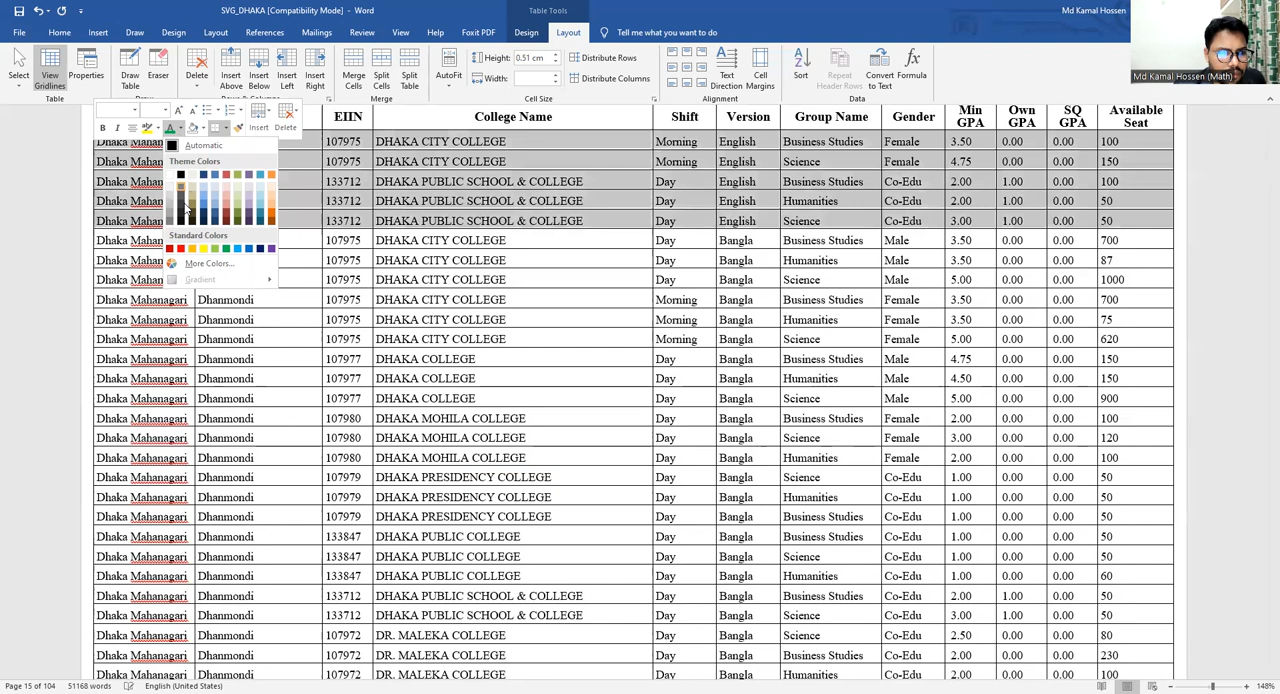 SVG_DHAKA [Compatibility Mode] • Word
Table Tools
Md Kamal Hossen
File Home Insert Draw Design Layout References Mailings Review View Help Foxit PDF Design Layout Tell me what you want to do
Select View Gridlines Properties Draw Table Eraser Delete Insert Above Insert Below Insert Left Insert Right Merge Cells Split Cells Split Table AutoFit Height: 0.51 cm Width: Distribute Rows Distribute Columns Text Direction Cell Margins Sort Repeat Header Rows Convert to Text Formula
Table Merge Cell Size Alignment Data
Md Kamal Hossen (Math)
B I Insert Delete
Automatic
Theme Colors
Standard Colors
More Colors...
Gradient
EIIN College Name Shift Version Group Name Gender Min GPA Own GPA SQ GPA Available Seat
Dhaka Mahan 107975 DHAKA CITY COLLEGE Morning English Business Studies Female 3.50 0.00 0.00 100
Dhaka Mahan 107975 DHAKA CITY COLLEGE Morning English Science Female 4.75 0.00 0.00 150
Dhaka Mahan 133712 DHAKA PUBLIC SCHOOL & COLLEGE Day English Business Studies Co-Edu 2.00 1.00 0.00 100
Dhaka Mahan 133712 DHAKA PUBLIC SCHOOL & COLLEGE Day English Humanities Co-Edu 2.00 1.00 0.00 50
Dhaka Mahan 133712 DHAKA PUBLIC SCHOOL & COLLEGE Day English Science Co-Edu 3.00 1.00 0.00 50
Dhaka Mahan 107975 DHAKA CITY COLLEGE Day Bangla Business Studies Male 3.50 0.00 0.00 700
Dhaka Mahan 107975 DHAKA CITY COLLEGE Day Bangla Humanities Male 3.50 0.00 0.00 87
Dhaka Mahan 107975 DHAKA CITY COLLEGE Day Bangla Science Male 5.00 0.00 0.00 1000
Dhaka Mahanagari Dhanmondi 107975 DHAKA CITY COLLEGE Morning Bangla Business Studies Female 3.50 0.00 0.00 700
Dhaka Mahanagari Dhanmondi 107975 DHAKA CITY COLLEGE Morning Bangla Humanities Female 3.50 0.00 0.00 75
Dhaka Mahanagari Dhanmondi 107975 DHAKA CITY COLLEGE Morning Bangla Science Female 5.00 0.00 0.00 620
Dhaka Mahanagari Dhanmondi 107977 DHAKA COLLEGE Day Bangla Business Studies Male 4.75 0.00 0.00 150
Dhaka Mahanagari Dhanmondi 107977 DHAKA COLLEGE Day Bangla Humanities Male 4.50 0.00 0.00 150
Dhaka Mahanagari Dhanmondi 107977 DHAKA COLLEGE Day Bangla Science Male 5.00 0.00 0.00 900
Dhaka Mahanagari Dhanmondi 107980 DHAKA MOHILA COLLEGE Day Bangla Business Studies Female 2.00 0.00 0.00 100
Dhaka Mahanagari Dhanmondi 107980 DHAKA MOHILA COLLEGE Day Bangla Science Female 3.00 0.00 0.00 120
Dhaka Mahanagari Dhanmondi 107980 DHAKA MOHILA COLLEGE Day Bangla Humanities Female 2.00 0.00 0.00 100
Dhaka Mahanagari Dhanmondi 107979 DHAKA PRESIDENCY COLLEGE Day Bangla Science Co-Edu 1.00 0.00 0.00 50
Dhaka Mahanagari Dhanmondi 107979 DHAKA PRESIDENCY COLLEGE Day Bangla Humanities Co-Edu 1.00 0.00 0.00 50
Dhaka Mahanagari Dhanmondi 107979 DHAKA PRESIDENCY COLLEGE Day Bangla Business Studies Co-Edu 1.00 0.00 0.00 50
Dhaka Mahanagari Dhanmondi 133847 DHAKA PUBLIC COLLEGE Day Bangla Business Studies Co-Edu 1.00 0.00 0.00 50
Dhaka Mahanagari Dhanmondi 133847 DHAKA PUBLIC COLLEGE Day Bangla Science Co-Edu 1.00 0.00 0.00 50
Dhaka Mahanagari Dhanmondi 133847 DHAKA PUBLIC COLLEGE Day Bangla Humanities Co-Edu 1.00 0.00 0.00 60
Dhaka Mahanagari Dhanmondi 133712 DHAKA PUBLIC SCHOOL & COLLEGE Day Bangla Business Studies Co-Edu 2.00 1.00 0.00 50
Dhaka Mahanagari Dhanmondi 133712 DHAKA PUBLIC SCHOOL & COLLEGE Day Bangla Science Co-Edu 3.00 1.00 0.00 50
Dhaka Mahanagari Dhanmondi 107972 DR. MALEKA COLLEGE Day Bangla Science Co-Edu 2.50 0.00 0.00 80
Dhaka Mahanagari Dhanmondi 107972 DR. MALEKA COLLEGE Day Bangla Business Studies Co-Edu 2.00 0.00 0.00 230
Dhaka Mahanagari Dhanmondi 107972 DR. MALEKA COLLEGE Day Bangla Humanities Co-Edu 2.00 0.00 0.00 100
Page 15 of 104 51168 words English (United States) 148%